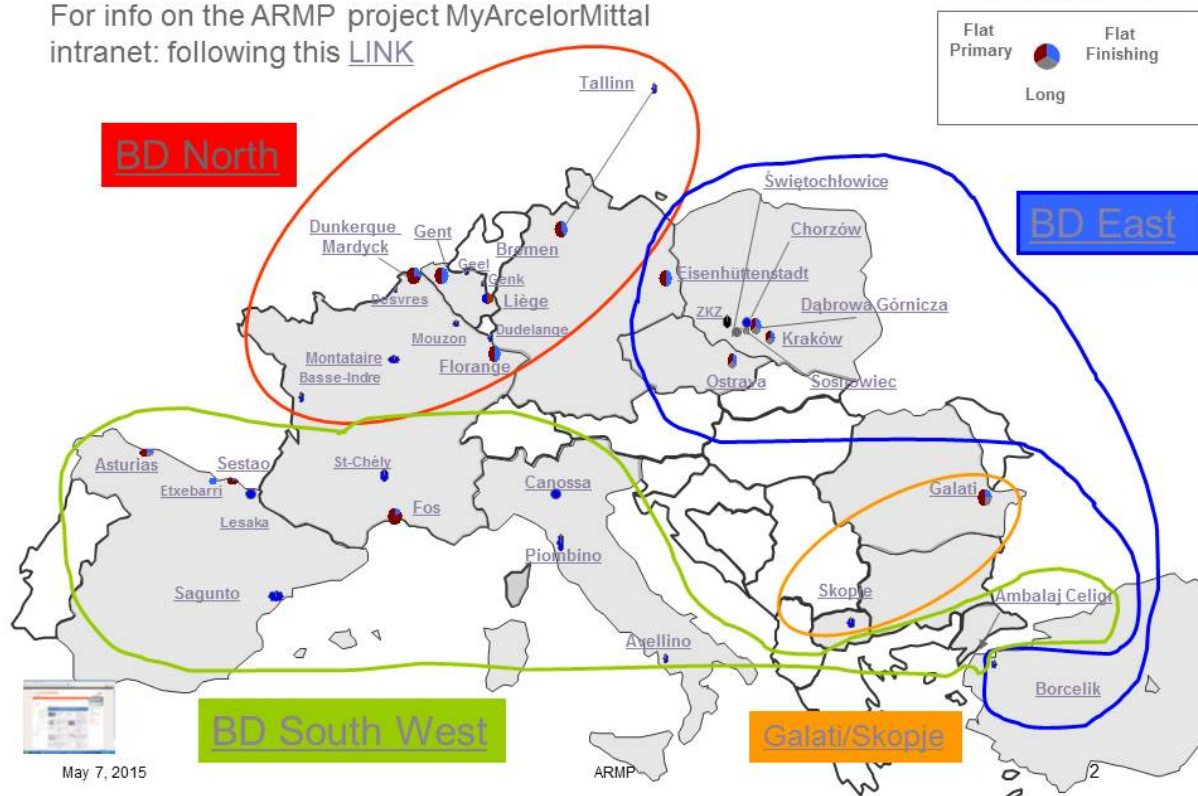 For info on the ARMP project MyArcelorMittal
intranet: following this LINK
Flat
Primary
Flat
Finishing
Long
Tallinn
BD North
Świętochłowice
BD East
Dunkerque
Mardyck
Gent
Bremen
Chorzów
Geel
Genk
Eisenhüttenstadt
Desvres
Liège
ZKZ
Dąbrowa Górnicza
Mouzon
Dudelange
Kraków
Montataire
Florange
Basse-Indre
Ostrava
Sosnowiec
Asturias
Sestao
St-Chély
Canossa
Galati
Etxebarri
Lesaka
Fos
Piombino
Sagunto
Skopje
Ambalaj Celigi
Avellino
Borcelik
BD South West
Galati/Skopje
May 7, 2015
ARMP
2